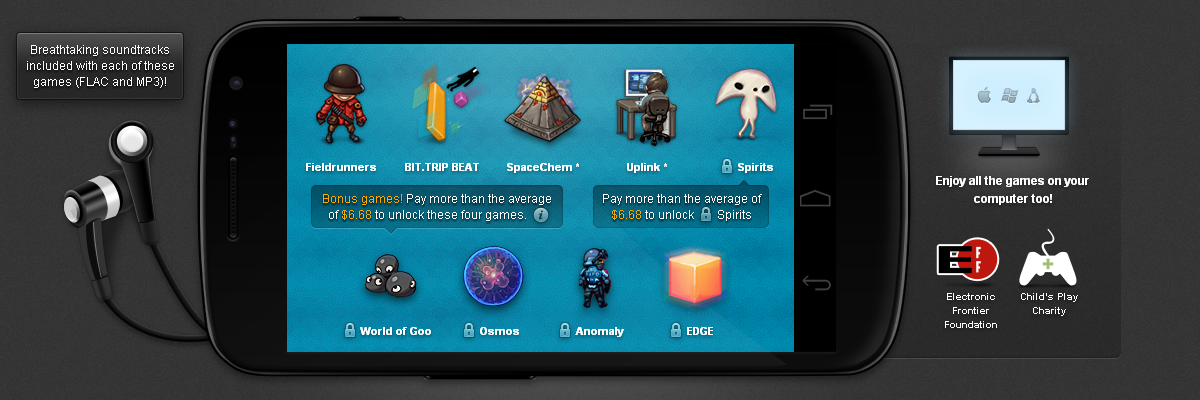 Breathtaking soundtracks
included with each of these
games (FLAC and MP3)!
Fieldrunners
BIT.TRIP BEAT
SpaceChem *
Uplink *
Spirits
Bonus games! Pay more than the average
of $6.68 to unlock these four games. i
Pay more than the average of
$6.68 to unlock Spirits
World of Goo
Osmos
Anomaly
EDGE
Enjoy all the games on your
computer too!
EFF
Electronic
Frontier
Foundation
Child's Play
Charity